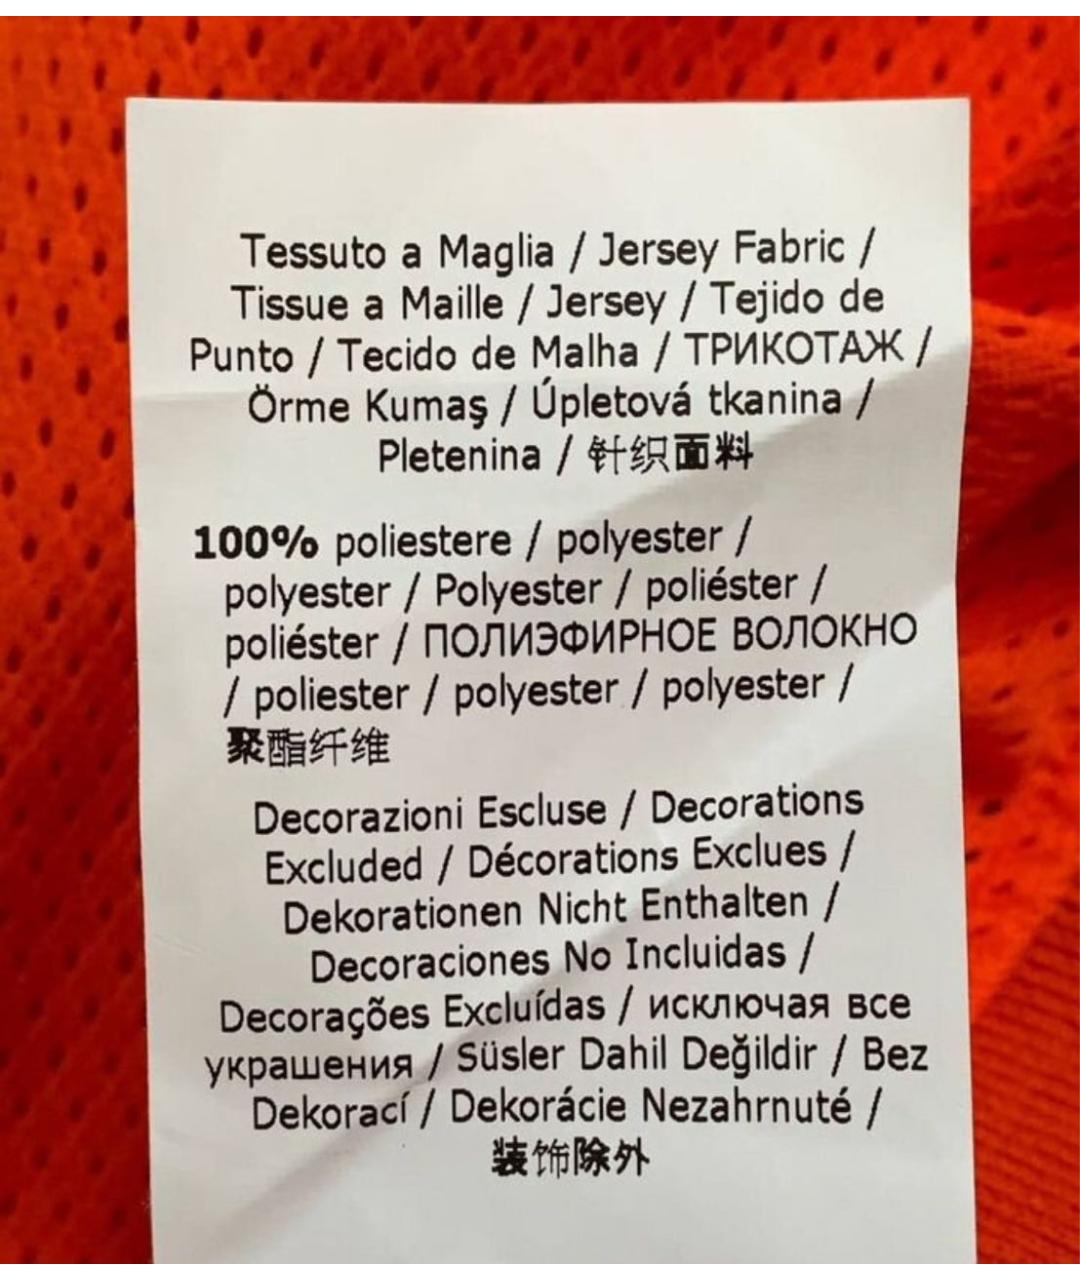 Tessuto a Maglia / Jersey Fabric /
Tissue a Maille / Jersey / Tejido de
Punto / Tecido de Malha / ТРИКОТАЖ /
Örme Kumaş / Úpletová tkanina /
Pletenina / 针织面料
100% poliestere / polyester /
polyester / Polyester / poliéster /
poliéster / ПОЛИЭФИРНОЕ ВОЛОКНО
/ poliester / polyester / polyester /
聚酯纤维
Decorazioni Escluse / Decorations
Excluded / Décorations Exclues /
Dekorationen Nicht Enthalten /
Decoraciones No Incluidas /
Decorações Excluídas / исключая все
украшения / Süsler Dahil Değildir / Bez
Dekorací / Dekorácie Nezahrnuté /
装饰除外